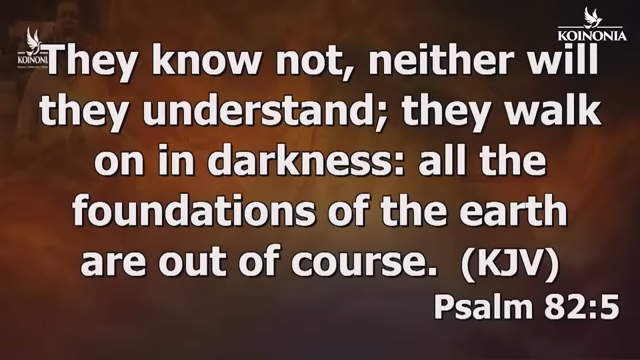 KOINONIA
KOINONI
They know not, neither will
they understand; they walk
on in darkness: all the
foundations of the earth
are out of course. (KJV)
Psalm 82:5